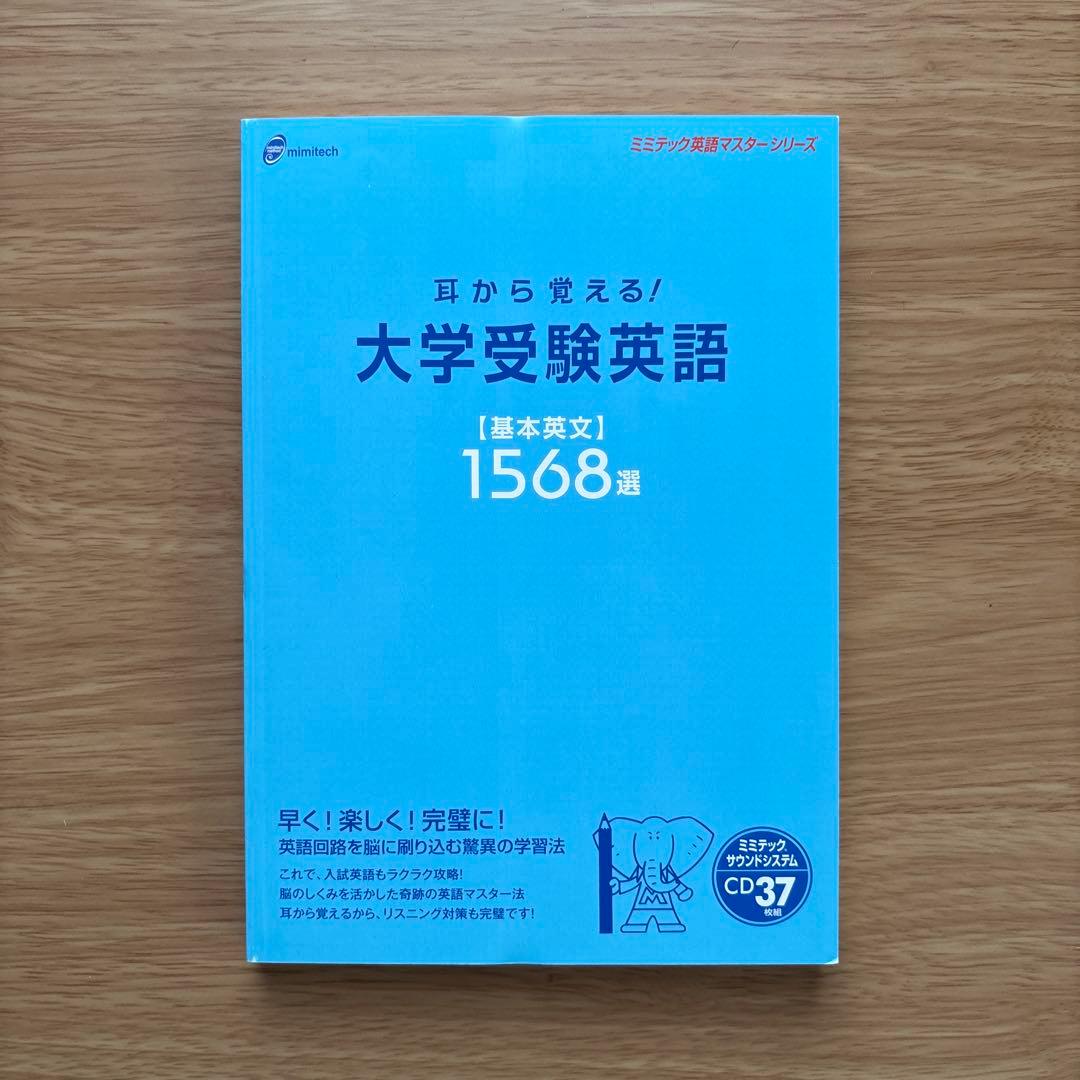 mimitech
ミミテック英語マスターシリーズ
耳から覚える!
大学受験英語
【基本英文】
1568選
早く!楽しく!完璧に!
英語回路を脳に刷り込む驚異の学習法
これで、入試英語もラクラク攻略!
脳のしくみを活かした奇跡の英語マスター法
耳から覚えるから、リスニング対策も完璧です!
M
ミミテック®
サウンドシステム
CD37
枚組